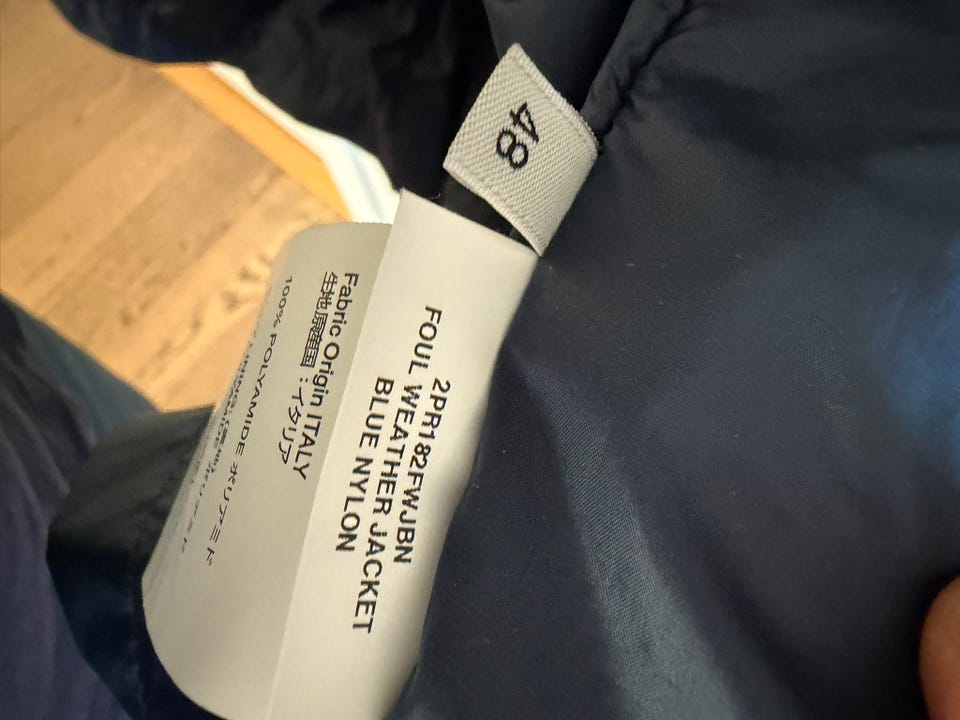 48
2PR182FWJBN
FOUL WEATHER JACKET
BLUE NYLON
Fabric Origin ITALY
生地原産国 : イタリア
100% POLYAMIDE ポリアミド